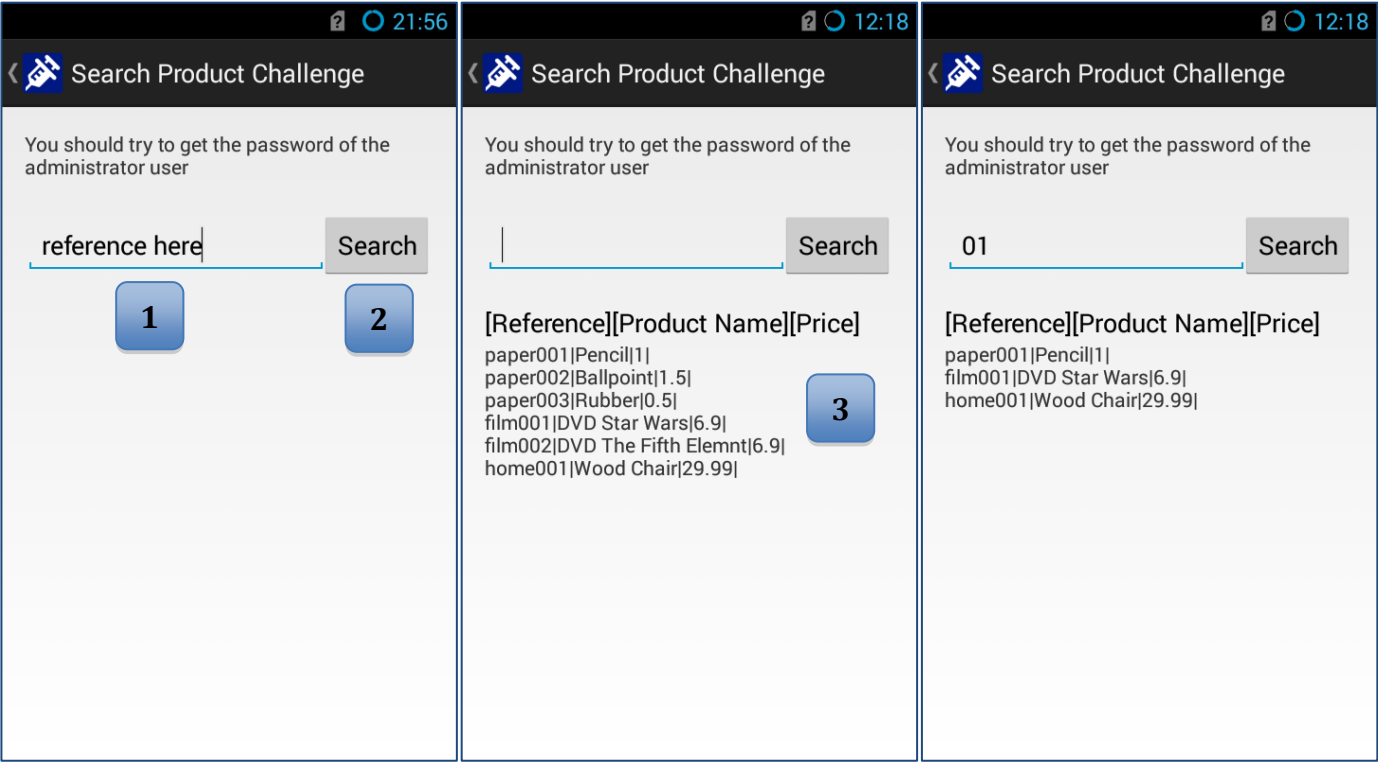 21:56
Search Product Challenge
You should try to get the password of the
administrator user
reference here
Search
1
2
12:18
Search Product Challenge
You should try to get the password of the
administrator user
Search
[Reference][Product Name][Price]
paper001|Pencil|1|
paper002|Ballpoint|1.5|
paper003|Rubber|0.5|
film001|DVD Star Wars|6.9|
film002|DVD The Fifth Elemnt|6.9|
home001|Wood Chair|29.99|
3
12:18
Search Product Challenge
You should try to get the password of the
administrator user
01
Search
[Reference][Product Name][Price]
paper001|Pencil|1|
film001|DVD Star Wars|6.9|
home001|Wood Chair|29.99|